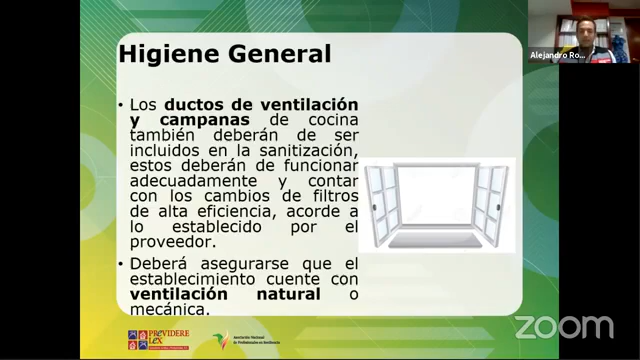 Higiene General
• Los ductos de ventilación
y campanas de cocina
también deberán de ser
incluidos en la sanitización,
estos deberán de funcionar
adecuadamente y contar
con los cambios de filtros
de alta eficiencia, acorde a
lo establecido por el
proveedor.
• Deberá asegurarse que el
establecimiento cuente con
ventilación natural o
mecánica.
Alejandro Ro...
PREVIDERE
LEX
Asociación Nacional
de Profesionales en Resiliencia
zoom